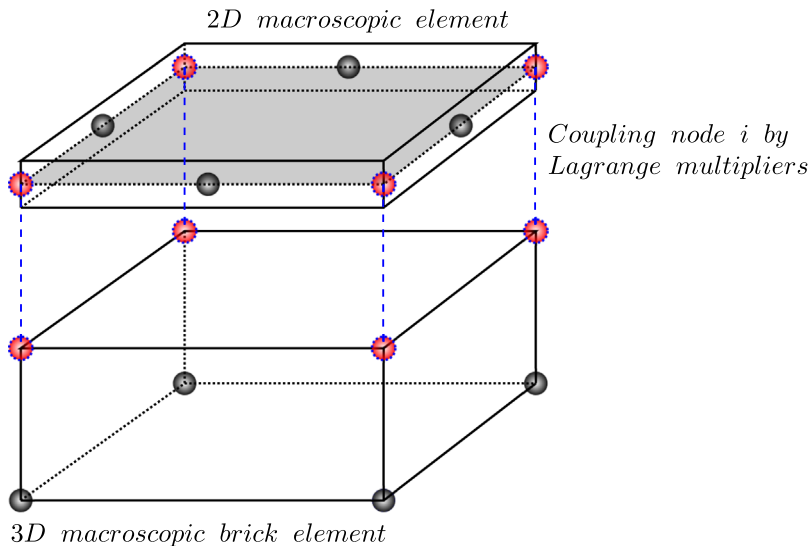 2D macroscopic element
Coupling node i by
Lagrange multipliers
3D macroscopic brick element